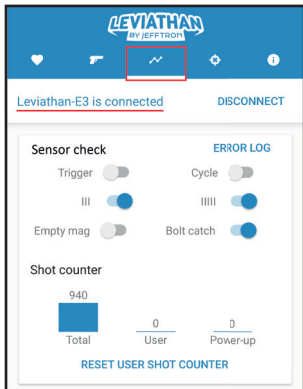 LEVIATHAN
BY JEFFTRON
Leviathan-E3 is connected
DISCONNECT
Sensor check
ERROR LOG
Trigger
Cycle
III
IIIII
Empty mag
Bolt catch
Shot counter
940
0
0
Total
User
Power-up
RESET USER SHOT COUNTER